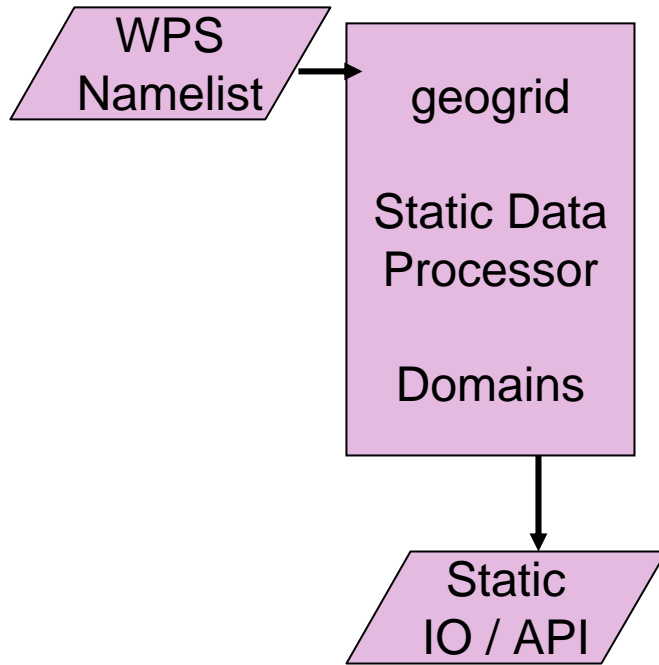 WPS
Namelist
geogrid
Static Data
Processor
Domains
Static
IO / API